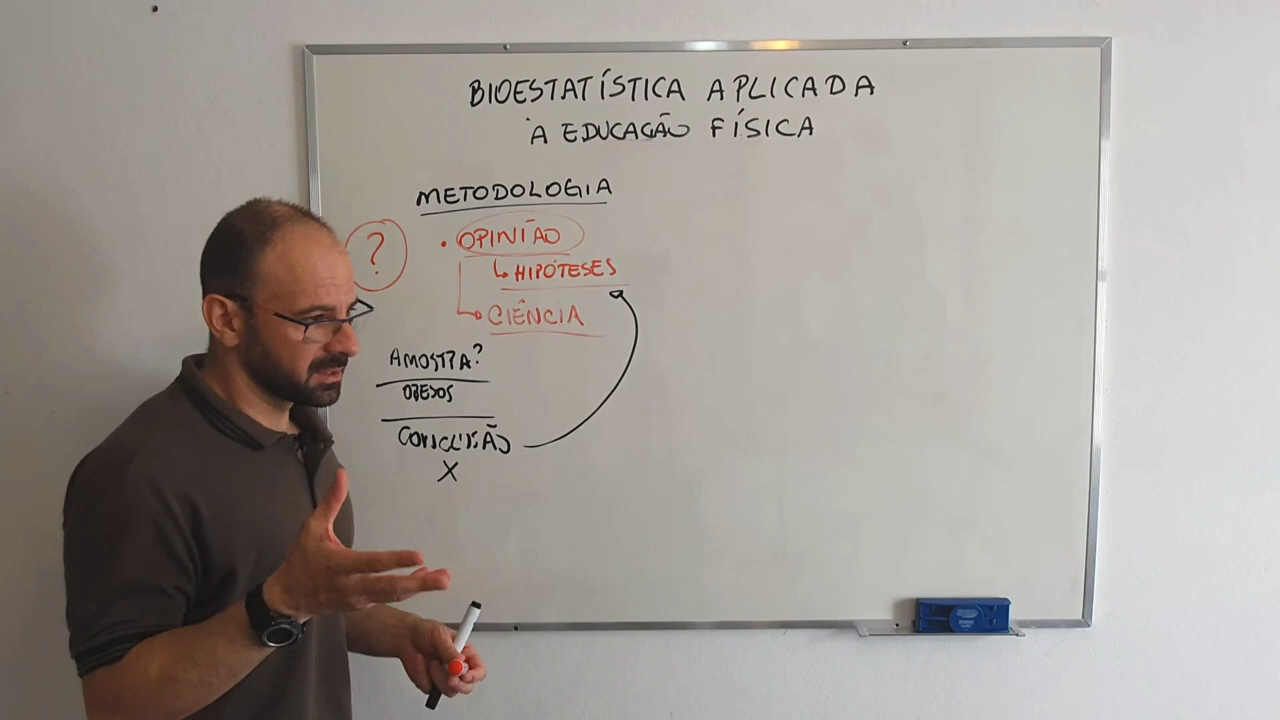 BIOESTATÍSTICA APLICADA
À EDUCAÇÃO FÍSICA
METODOLOGIA
?
• OPINIÃO
↳ HIPÓTESES
CIÊNCIA
AMOSTRA?
OBESOS
CONCLUSÃO
X